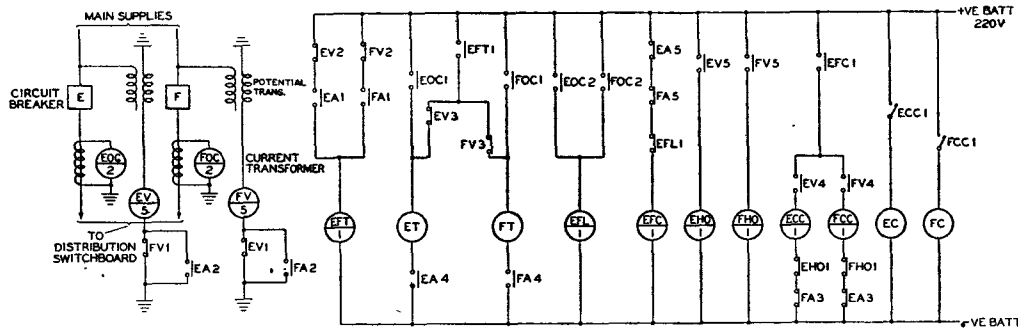 MAIN SUPPLIES
+VE BATT
220V
EV2
FV2
EFT1
EA5
EV5
FV5
EFC1
EOC1
FOC1
EOC2
FOC2
POTENTIAL
TRANS.
CIRCUIT
BREAKER
E
F
EA1
FA1
FA5
ECC1
EV3
FV3
EFL1
FCC1
EOC
2
FOC
2
CURRENT
TRANSFORMER
EV
5
FV
5
EV4
FV4
EFT
1
ET
FT
EFL
1
EFC
1
EHO
1
FHO
1
ECC
1
FCC
1
EC
FC
TO
DISTRIBUTION
SWITCHBOARD
FV1
EA2
EV1
FA2
EA4
FA4
EHO1
FHO1
FA3
EA3
-VE BATT